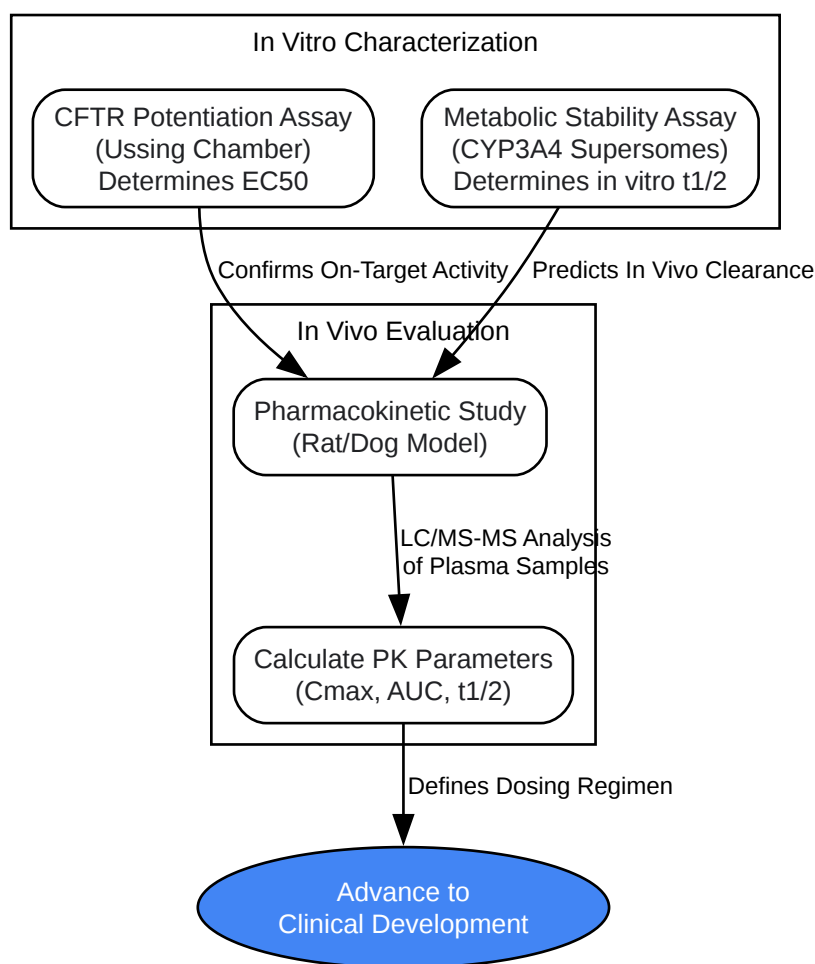 In Vitro Characterization
CFTR Potentiation Assay
(Ussing Chamber)
Determines EC50
Metabolic Stability Assay
(CYP3A4 Supersomes)
Determines in vitro t1/2
Confirms On-Target Activity
Predicts In Vivo Clearance
In Vivo Evaluation
Pharmacokinetic Study
(Rat/Dog Model)
LC/MS-MS Analysis
of Plasma Samples
Calculate PK Parameters
(Cmax, AUC, t1/2)
Defines Dosing Regimen
Advance to
Clinical Development